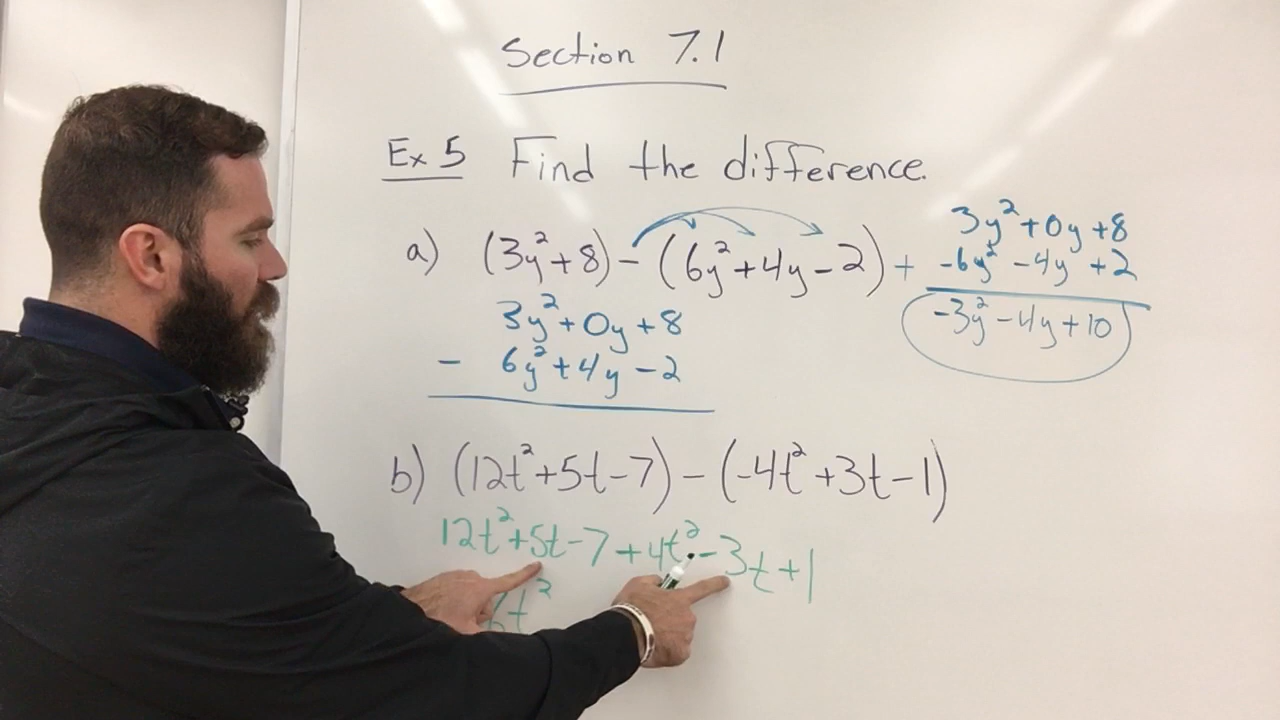 Section 7.1
Ex 5 Find the difference.
a) (3y²+8)-(6y²+4y-2)
3y²+0y+8
- 6y²+4y-2
3y²+0y+8
+ -6y²-4y+2
-3y²-4y+10
b) (12t²+5t-7)-(-4t²+3t-1)
12t²+5t-7+4t²-3t+1
6t²